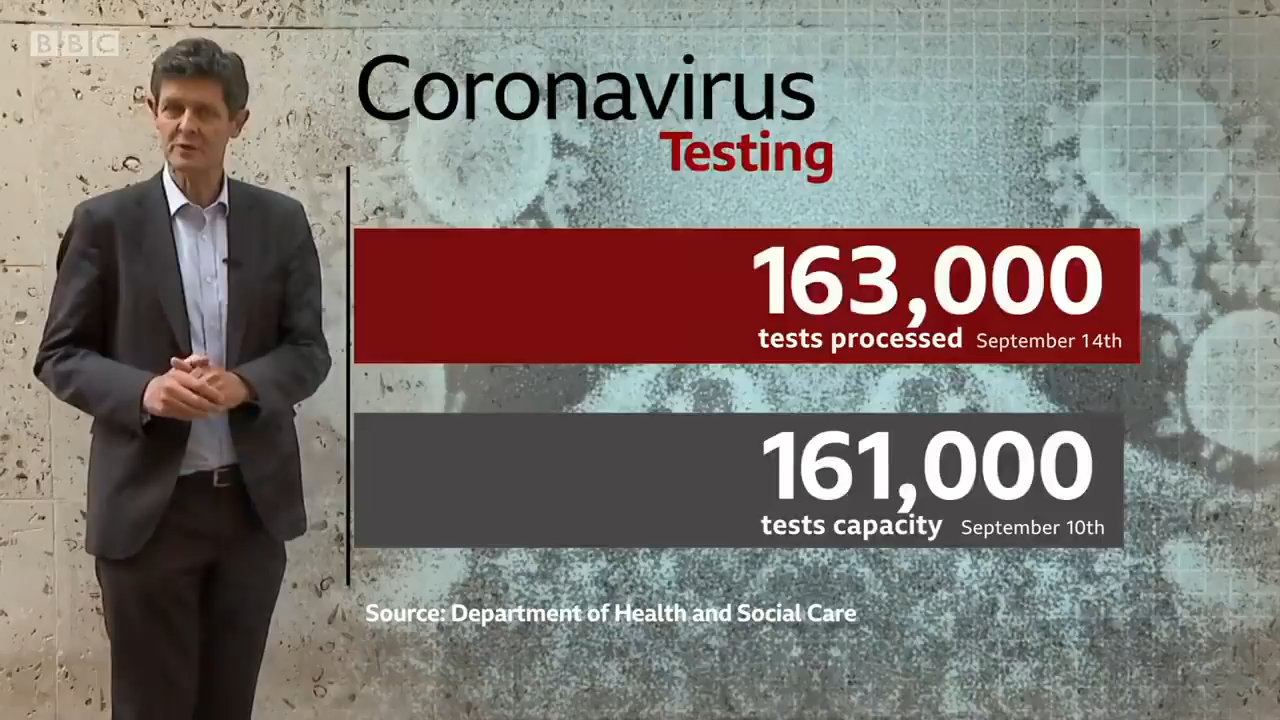 BBC
Coronavirus
Testing
163,000
tests processed September 14th
161,000
tests capacity September 10th
Source: Department of Health and Social Care